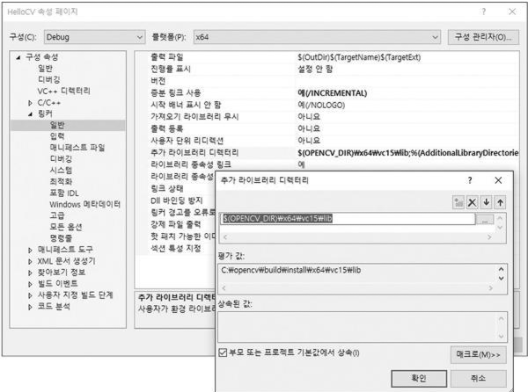 HelloCV 속성 페이지
? ×
구성(C): Debug
플랫폼(P): x64
구성 관리자(O)...
구성 속성
일반
디버깅
VC++ 디렉터리
C/C++
링커
일반
입력
매니페스트 파일
디버깅
시스템
최적화
포함 IDL
Windows 메타데이터
고급
모든 옵션
명령줄
매니페스트 도구
XML 문서 생성기
찾아보기 정보
빌드 이벤트
사용자 지정 빌드 단계
코드 분석
출력 파일 $(OutDir)$(TargetName)$(TargetExt)
진행률 표시 설정 안 함
버전
증분 링크 사용 예(/INCREMENTAL)
시작 배너 표시 안 함 예(/NOLOGO)
가져오기 라이브러리 무시 아니요
출력 등록 아니요
사용자 단위 리디렉션 아니요
추가 라이브러리 디렉터리 $(OPENCV_DIR)₩x64₩vc15₩lib;%(AdditionalLibraryDirectorie
라이브러리 종속성 링크 예
라이브러리 종속성
링크 상태
Dll 바인딩 방지
링커 경고를 오류로
강제 파일 출력
핫 패치 가능한 이미
섹션 특성 지정
추가 라이브러리 디렉터
사용자가 환경 라이브러
추가 라이브러리 디렉터리
? ×
$(OPENCV_DIR)₩x64₩vc15₩lib
...
평가 값:
C:₩opencv₩build₩install₩x64₩vc15₩lib
상속된 값:
부모 또는 프로젝트 기본값에서 상속(I)
매크로(M)>>
확인
취소